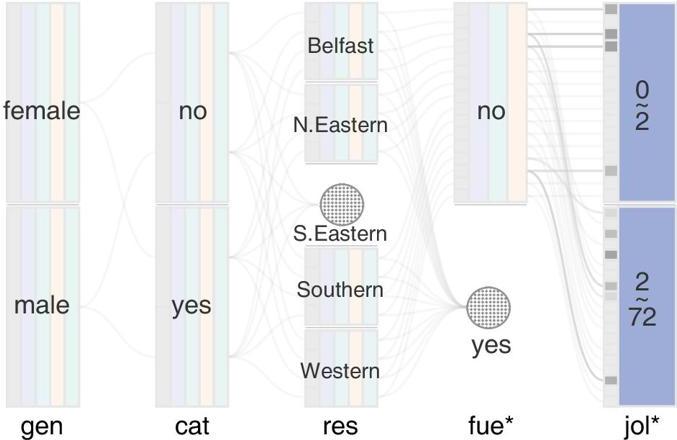 female
male
gen
no
yes
cat
Belfast
N.Eastern
S.Eastern
Southern
Western
res
no
yes
fue*
0
~
2
2
~
72
jol*